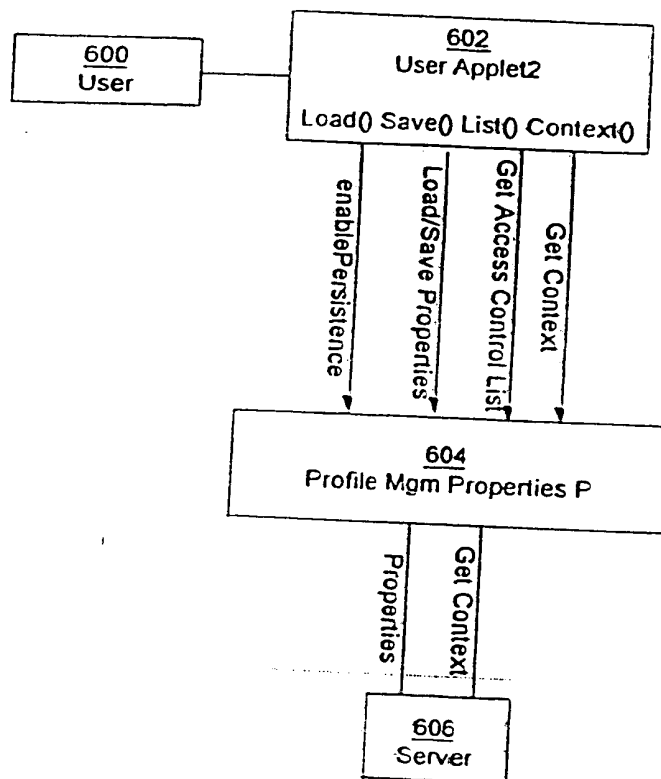 600
User
602
User Applet2
Load() Save() List() Context()
enablePersistence
Load/Save Properties
Get Access Control List
Get Context
604
Profile Mgm Properties P
Properties
Get Context
606
Server